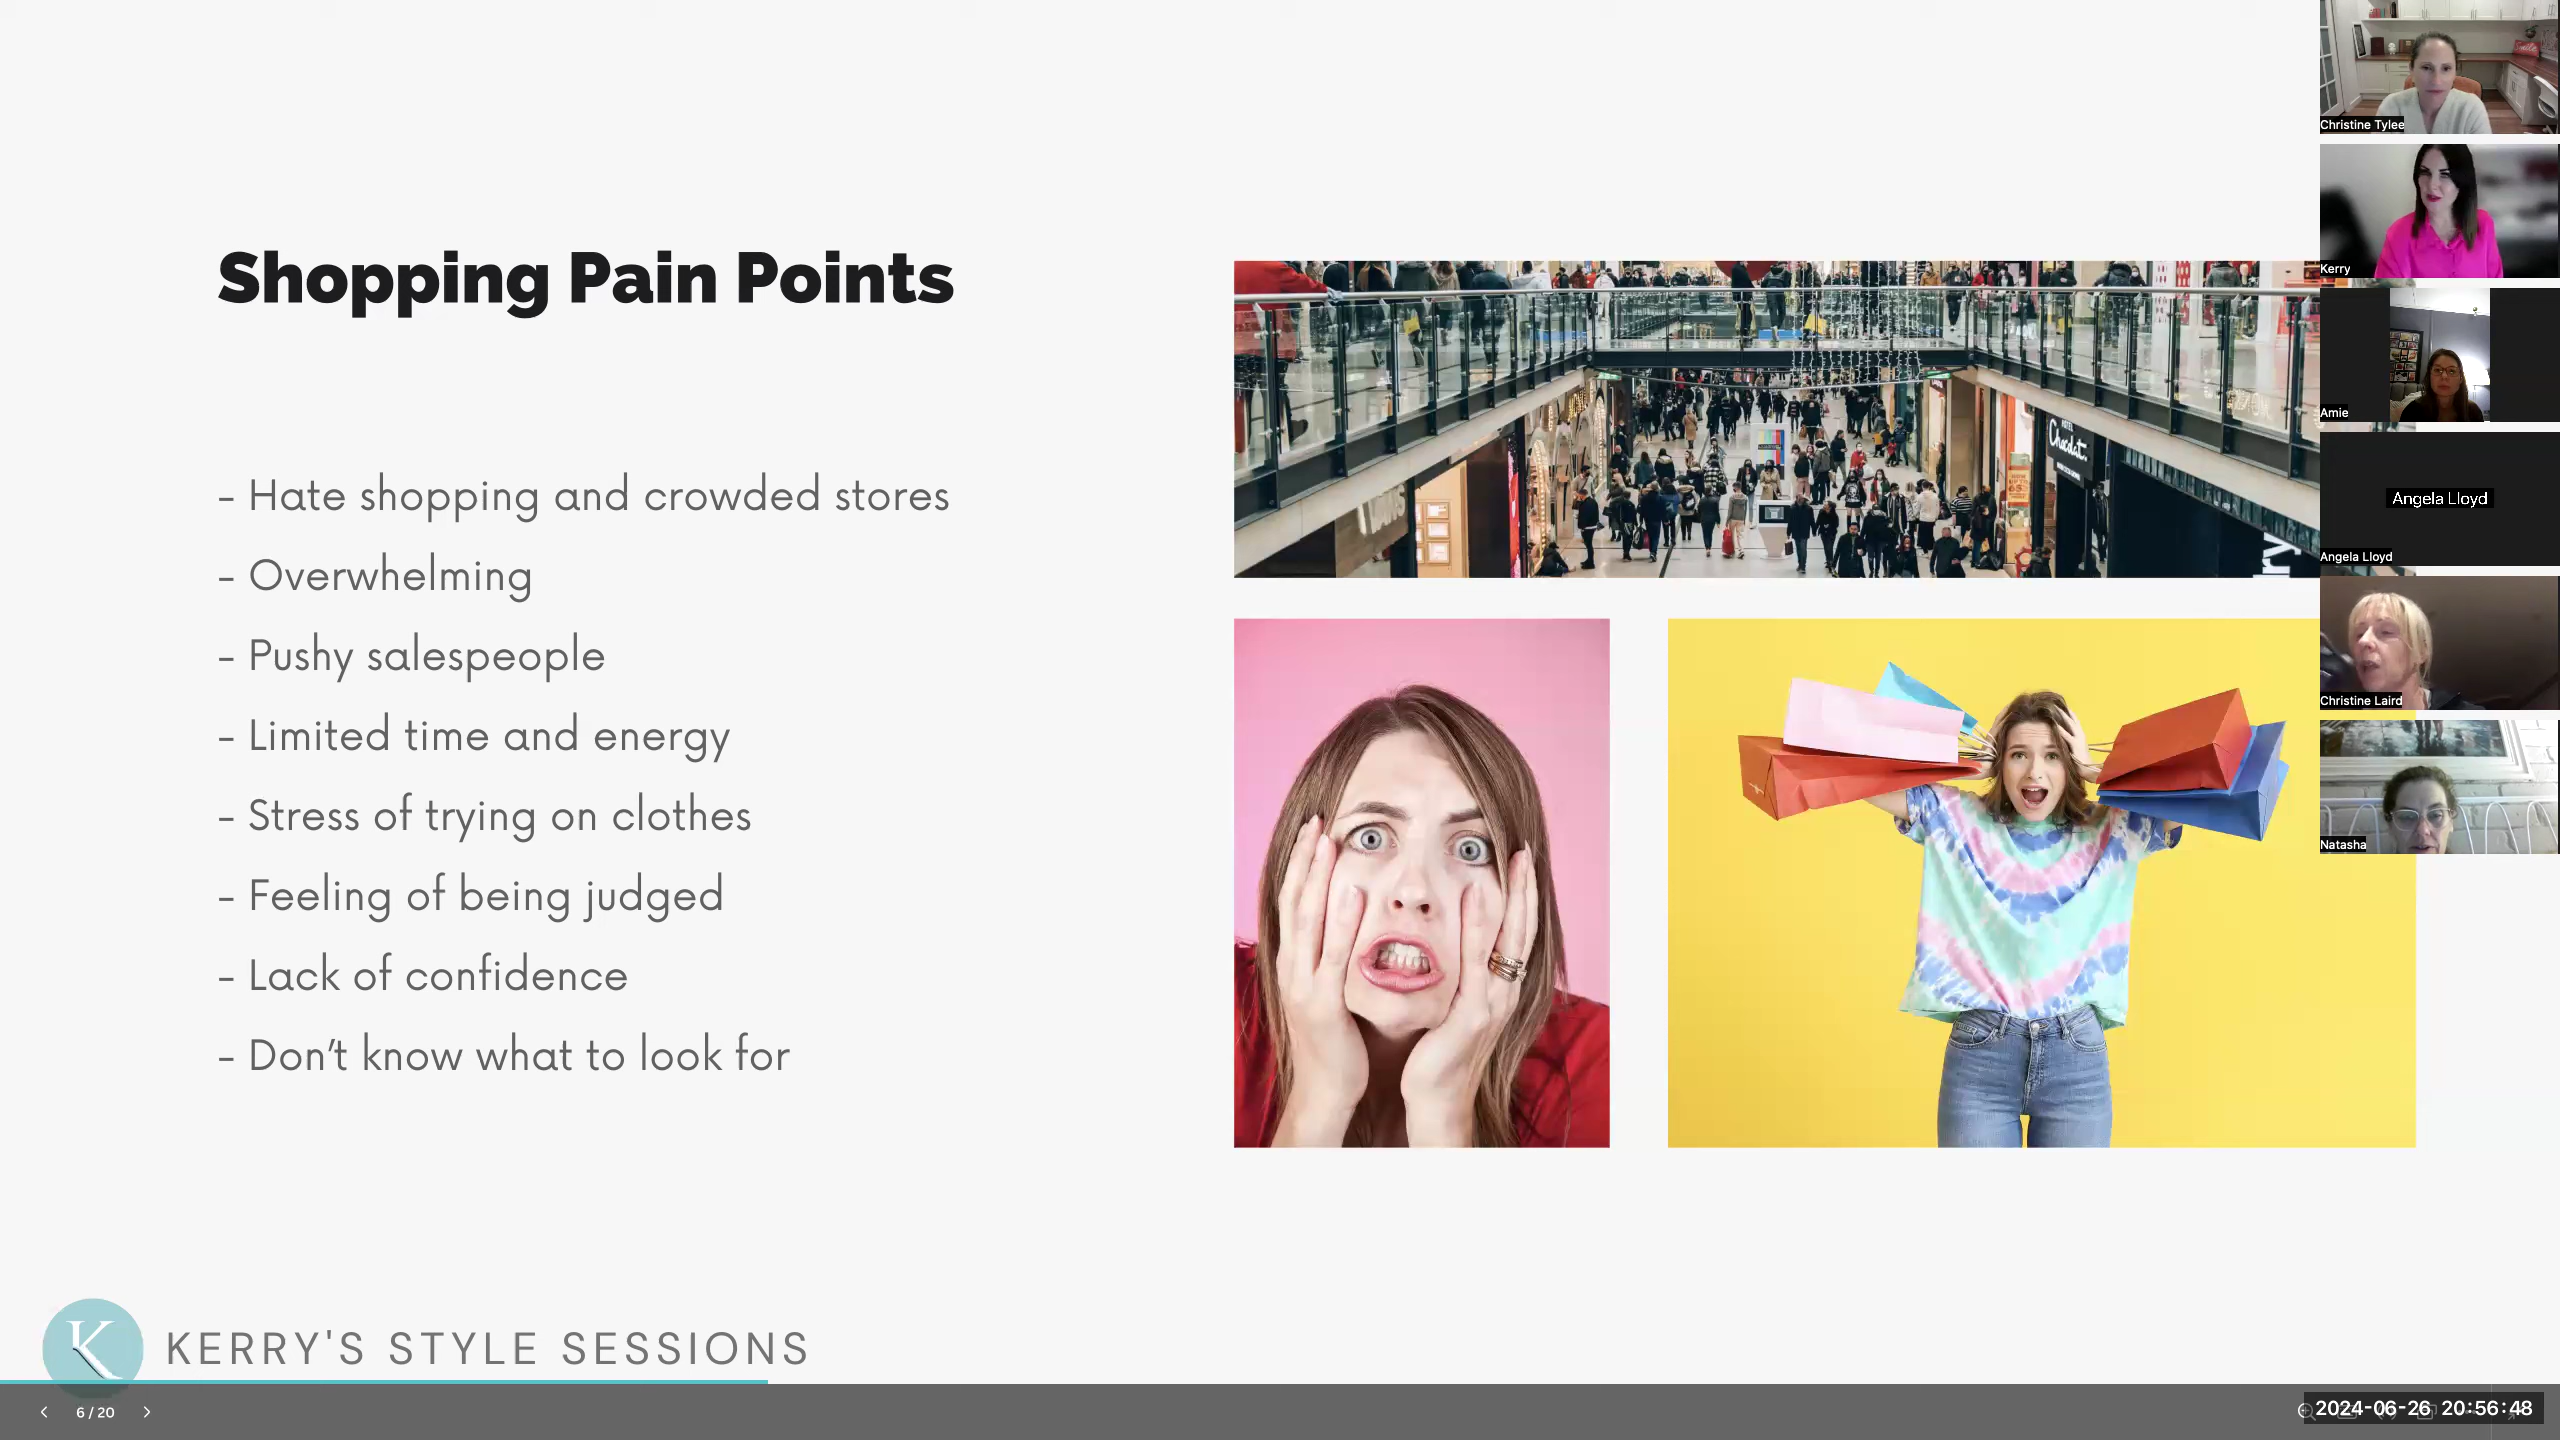 Shopping Pain Points
- Hate shopping and crowded stores
- Overwhelming
- Pushy salespeople
- Limited time and energy
- Stress of trying on clothes
- Feeling of being judged
- Lack of confidence
- Don't know what to look for
HOTEL
Chocolat.
Christine Tylee
Kerry
Amie
Angela Lloyd
Angela Lloyd
Christine Laird
Natasha
K
KERRY'S STYLE SESSIONS
6 / 20
2024-06-26 20:56:48